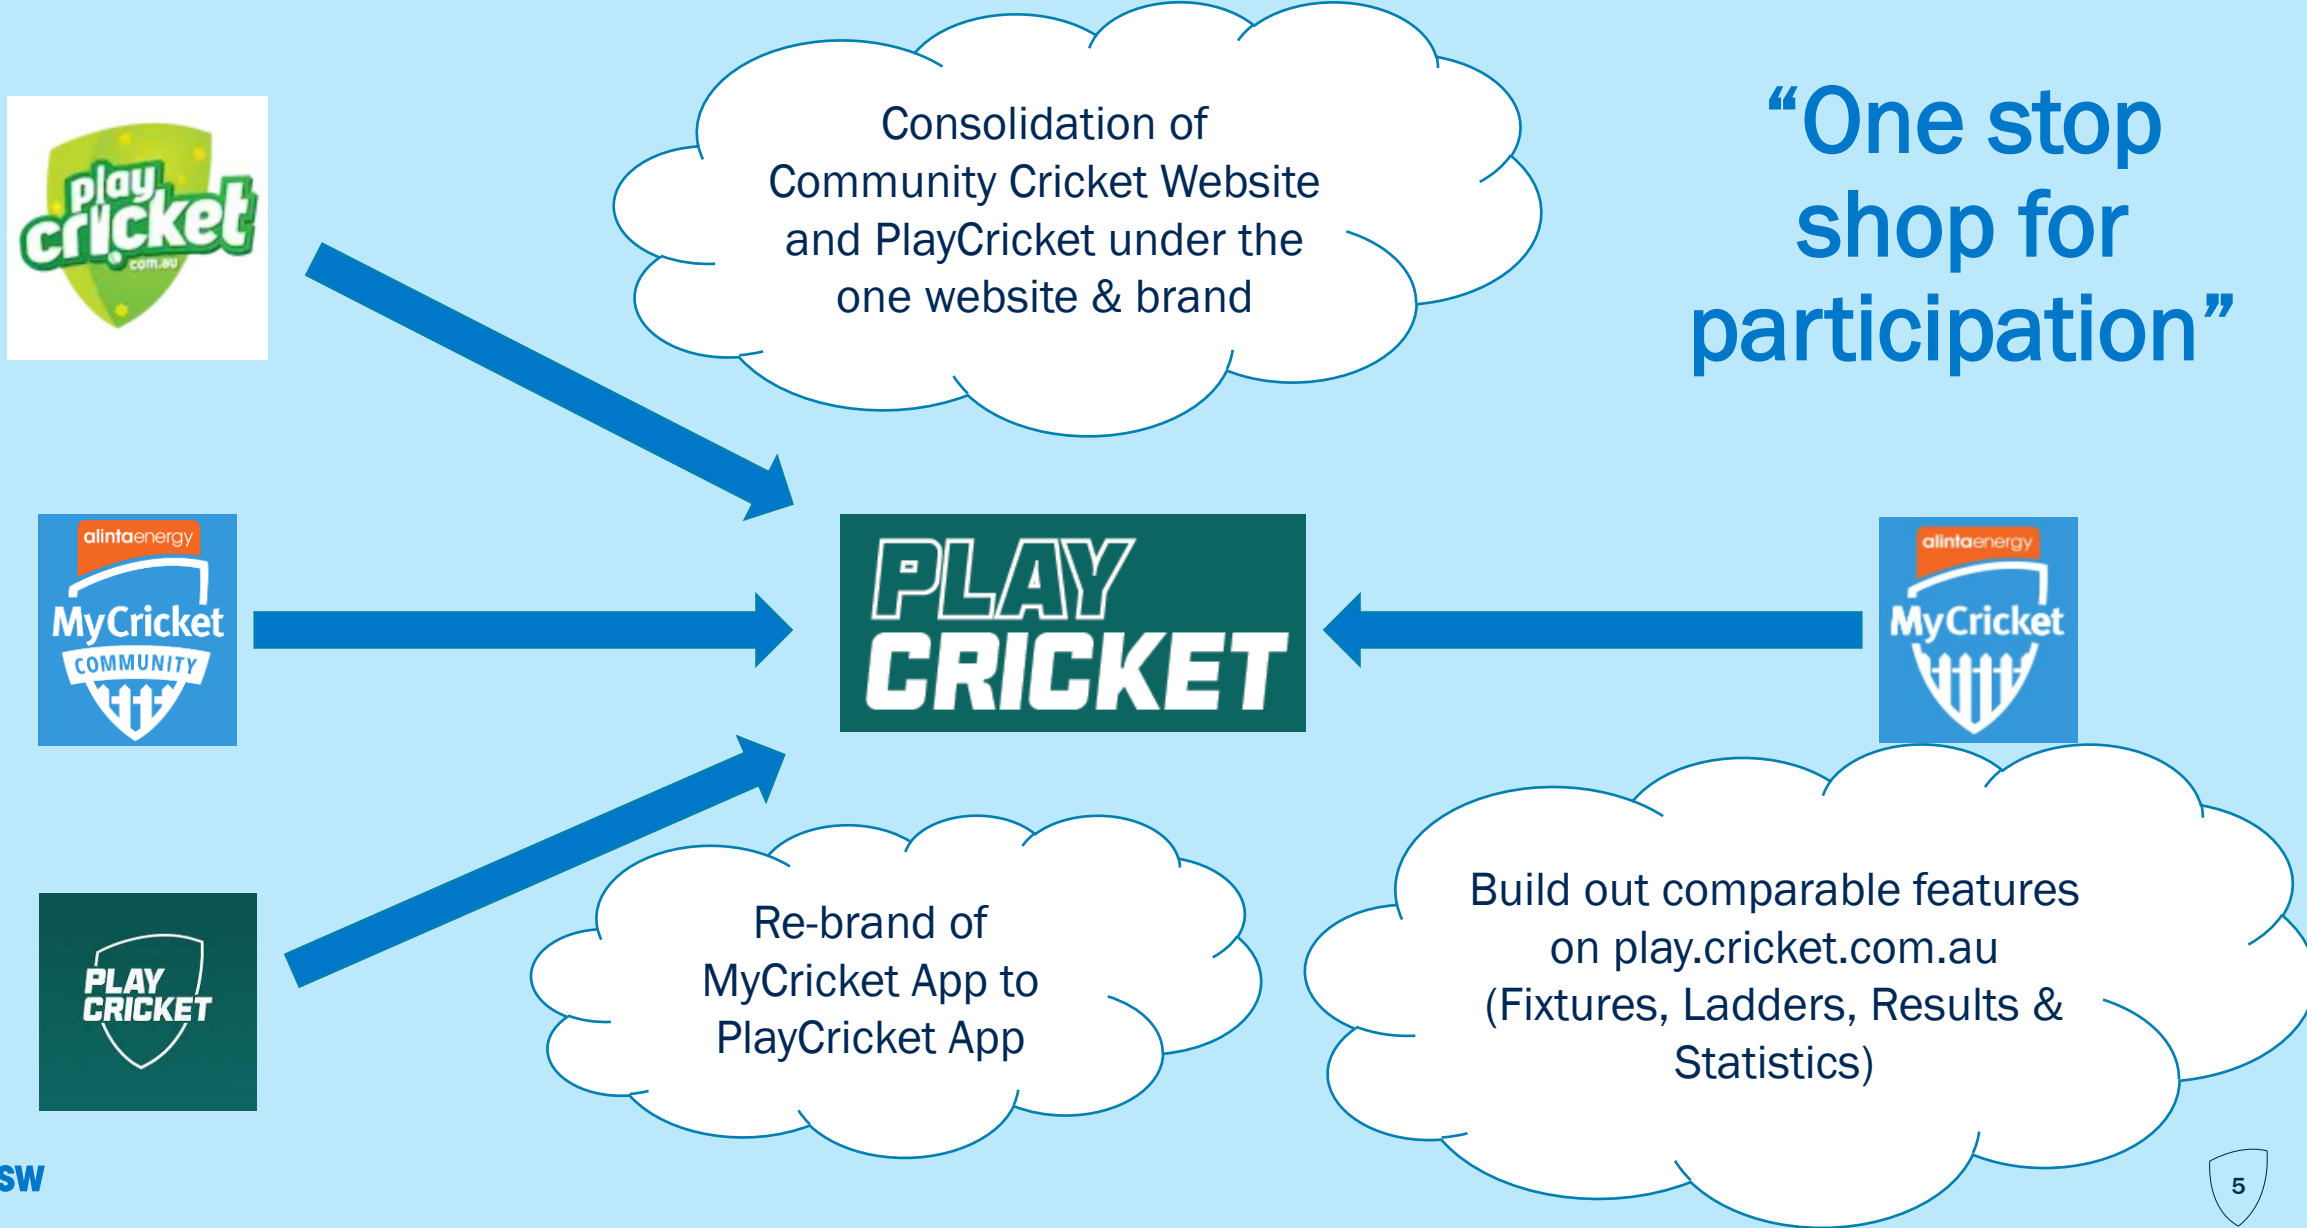 play
cricket
.com.au
Consolidation of
Community Cricket Website
and PlayCricket under the
one website & brand
“One stop
shop for
participation”
alintaenergy
MyCricket
COMMUNITY
PLAY
CRICKET
alintaenergy
MyCricket
PLAY
CRICKET
Re-brand of
MyCricket App to
PlayCricket App
Build out comparable features
on play.cricket.com.au
(Fixtures, Ladders, Results &
Statistics)
SW
5